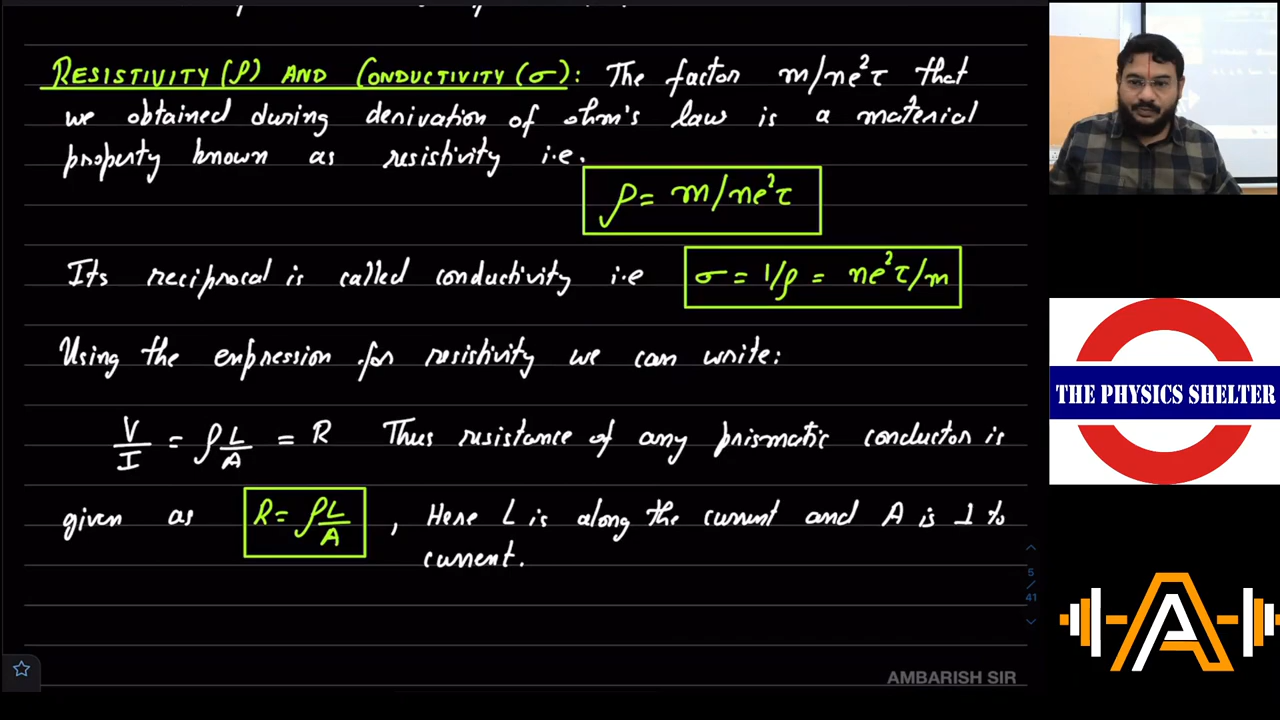 RESISTIVITY (ρ) AND CONDUCTIVITY (σ): The factor m/ne²τ that
we obtained during derivation of ohm's law is a material
property known as resistivity i.e.
ρ = m/ne²τ
Its reciprocal is called conductivity i.e
σ = 1/ρ = ne²τ/m
Using the expression for resistivity we can write:
V/I = ρ L/A = R Thus resistance of any prismatic conductor is
given as R = ρ L/A , Here L is along the current and A is ⊥ to
current.
THE PHYSICS SHELTER
5
/
41
A
AMBARISH SIR